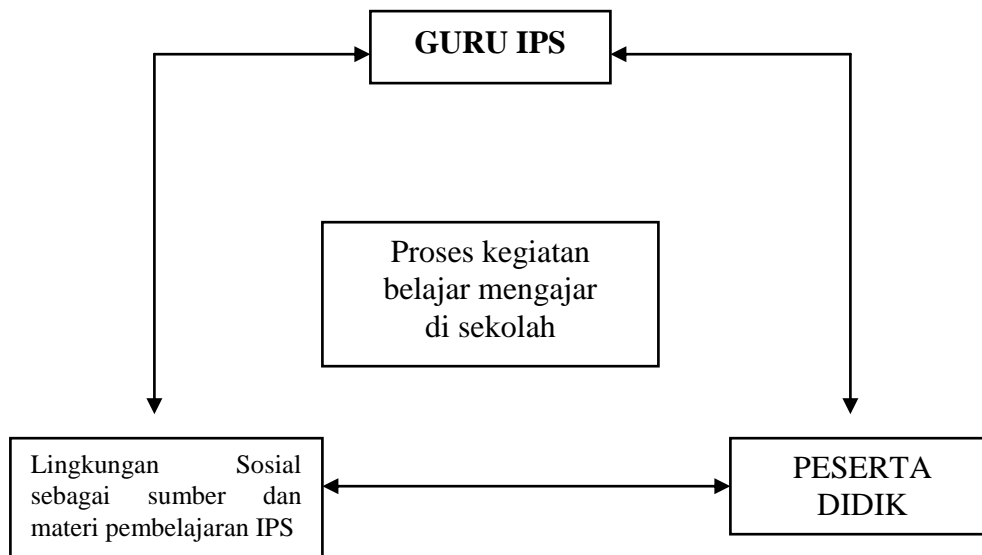 GURU IPS
Proses kegiatan
belajar mengajar
di sekolah
Lingkungan Sosial
sebagai sumber dan
materi pembelajaran IPS
PESERTA
DIDIK